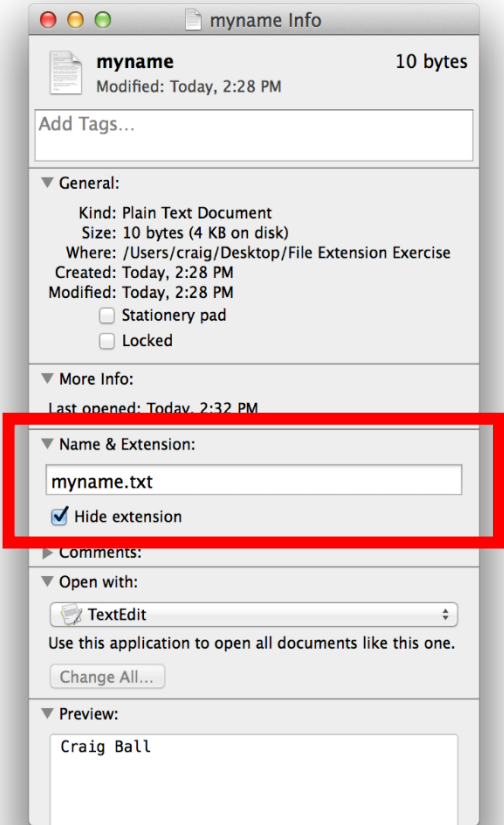 myname Info
myname 10 bytes
Modified: Today, 2:28 PM
Add Tags...
General:
Kind: Plain Text Document
Size: 10 bytes (4 KB on disk)
Where: /Users/craig/Desktop/File Extension Exercise
Created: Today, 2:28 PM
Modified: Today, 2:28 PM
Stationery pad
Locked
More Info:
Last opened: Today, 2:32 PM
Name & Extension:
myname.txt
Hide extension
Comments:
Open with:
TextEdit
Use this application to open all documents like this one.
Change All...
Preview:
Craig Ball